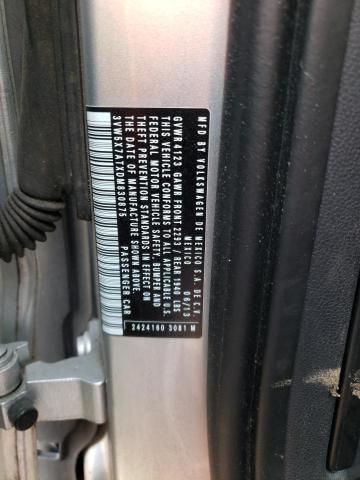 MFD BY VOLKSWAGEN DE MEXICO S.A. DE C.V.
MEXICO 06/13
GVWR 4123 GAWR FRONT 2293 / REAR 1940 LBS
THIS VEHICLE CONFORMS TO ALL APPLICABLE U.S.
FEDERAL MOTOR VEHICLE SAFETY, BUMPER AND
THEFT PREVENTION STANDARDS IN EFFECT ON
THE DATE OF MANUFACTURE SHOWN ABOVE.
3VW5X7ATXDM830875 PASSENGER CAR
2424160 3081 M